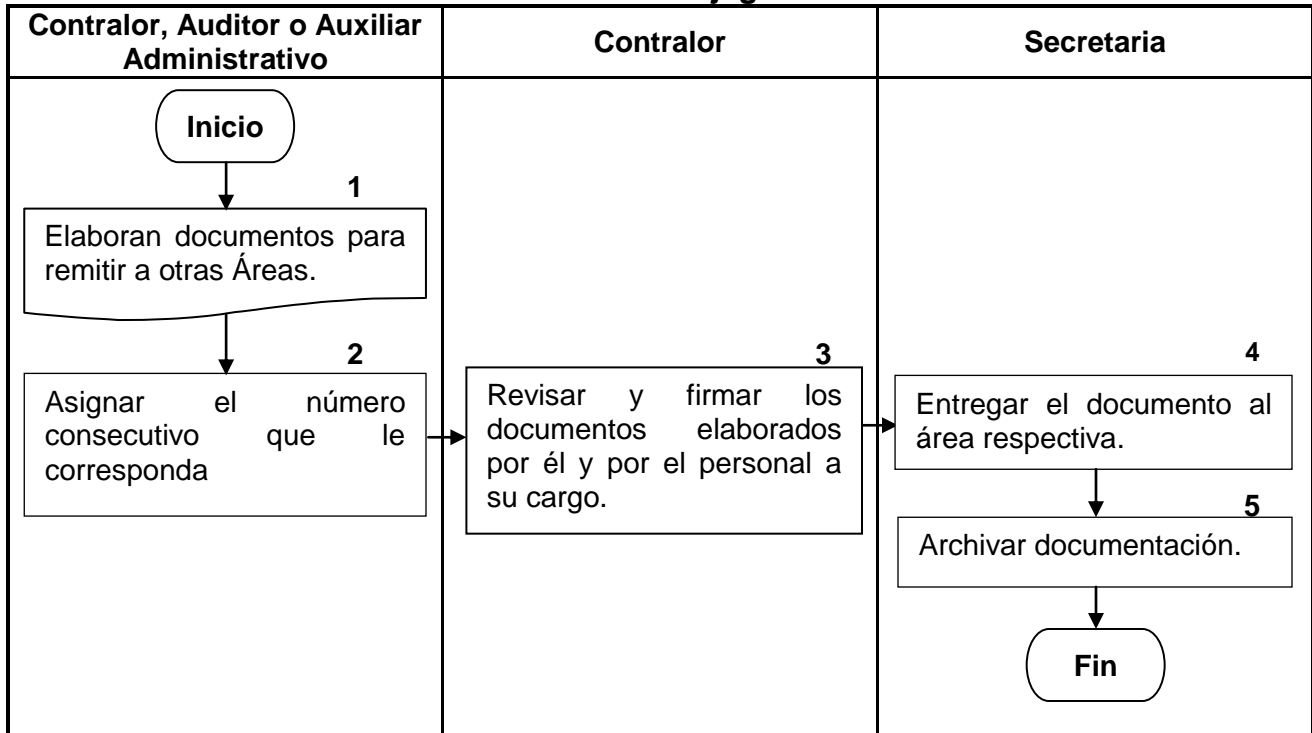 Contralor, Auditor o Auxiliar
Administrativo
Contralor
Secretaria
Inicio
1
Elaboran documentos para
remitir a otras Áreas.
2
Asignar el número
consecutivo que le
corresponda
3
Revisar y firmar los
documentos elaborados
por él y por el personal a
su cargo.
4
Entregar el documento al
área respectiva.
5
Archivar documentación.
Fin